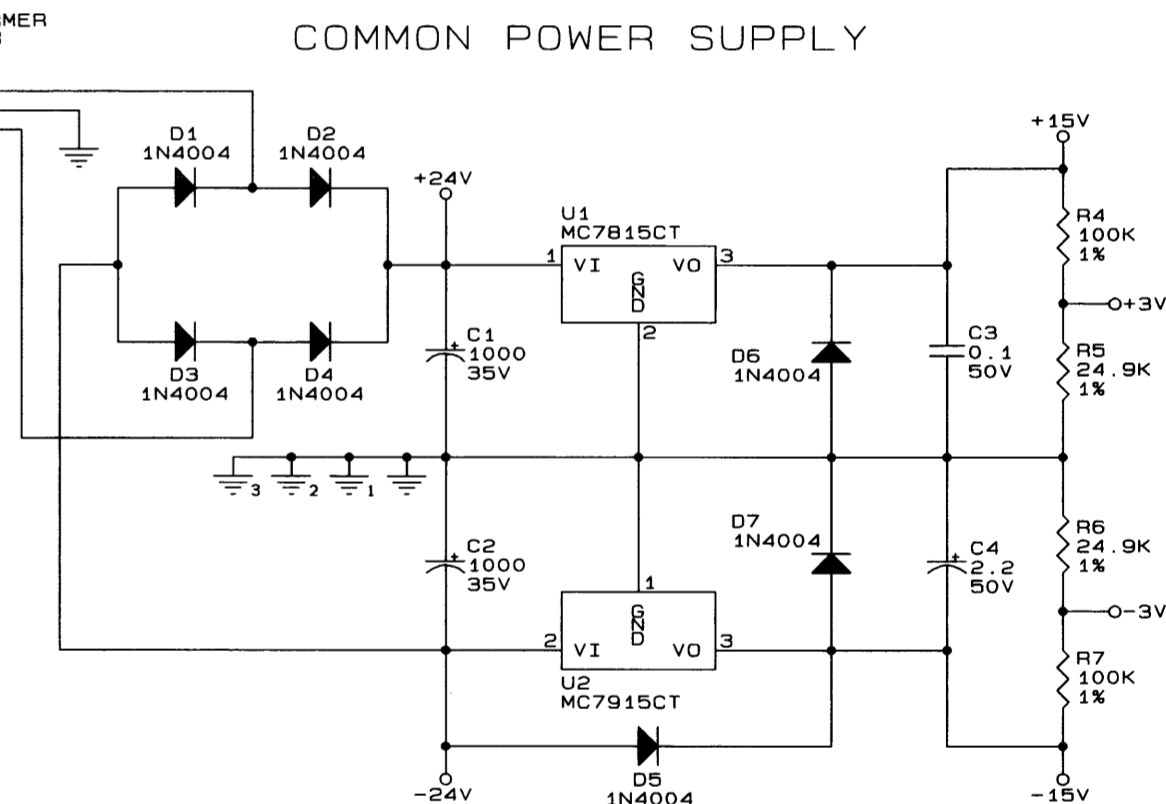 MER
COMMON POWER SUPPLY
+15V
D1
1N4004
D2
1N4004
+24V
U1
MC7815CT
1
VI
GND
VO
3
2
R4
100K
1%
+3V
C1
1000
35V
D6
1N4004
C3
0.1
50V
R5
24.9K
1%
D3
1N4004
D4
1N4004
3
2
1
D7
1N4004
C2
1000
35V
C4
2.2
50V
R6
24.9K
1%
-3V
1
GND
2
VI
VO
3
U2
MC7915CT
R7
100K
1%
D5
1N4004
-24V
-15V